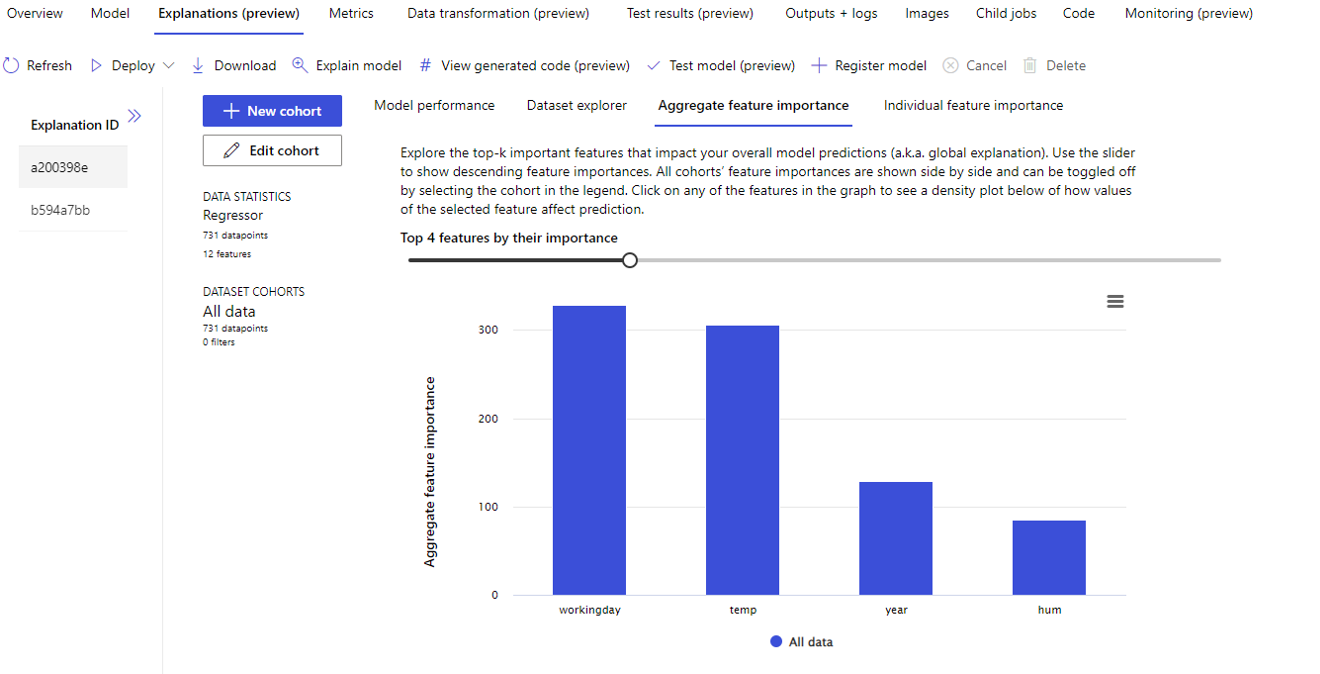 Overview Model Explanations (preview) Metrics Data transformation (preview) Test results (preview) Outputs + logs Images Child jobs Code Monitoring (preview)
Refresh Deploy Download Explain model # View generated code (preview) Test model (preview) Register model Cancel Delete
Explanation ID
a200398e
b594a7bb
New cohort
Edit cohort
DATA STATISTICS
Regressor
731 datapoints
12 features
DATASET COHORTS
All data
731 datapoints
0 filters
Model performance Dataset explorer Aggregate feature importance Individual feature importance
Explore the top-k important features that impact your overall model predictions (a.k.a. global explanation). Use the slider
to show descending feature importances. All cohorts’ feature importances are shown side by side and can be toggled off
by selecting the cohort in the legend. Click on any of the features in the graph to see a density plot below of how values
of the selected feature affect prediction.
Top 4 features by their importance
Aggregate feature importance
300
200
100
0
workingday temp year hum
All data